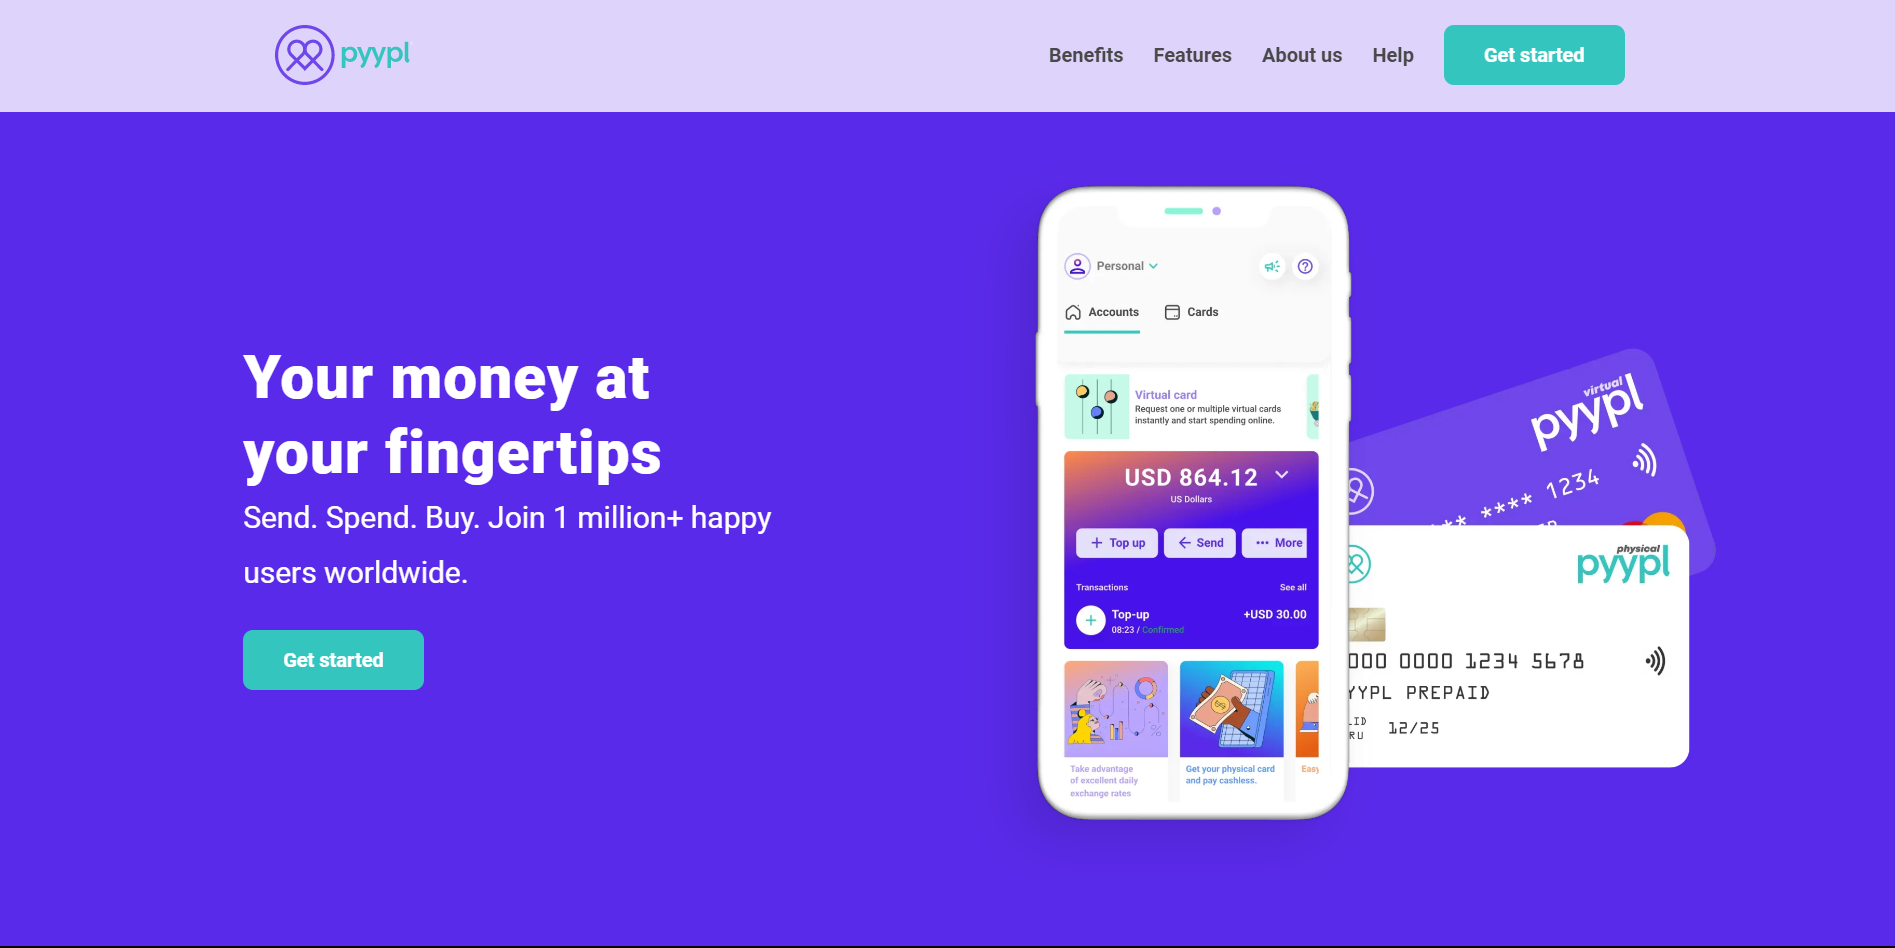 pyypl
Benefits
Features
About us
Help
Get started
Your money at
your fingertips
Send. Spend. Buy. Join 1 million+ happy
users worldwide.
Get started
Personal
Accounts
Cards
Virtual card
Request one or multiple virtual cards
instantly and start spending online.
USD 864.12
US Dollars
+ Top up
Send
More
Transactions
See all
Top-up
+USD 30.00
08:23 / Confirmed
Take advantage
of excellent daily
exchange rates
Get your physical card
and pay cashless.
Easy
virtual
pyypl
** **** 1234
physical
pyypl
000 0000 1234 5678
YYPL PREPAID
LID
RU
12/25